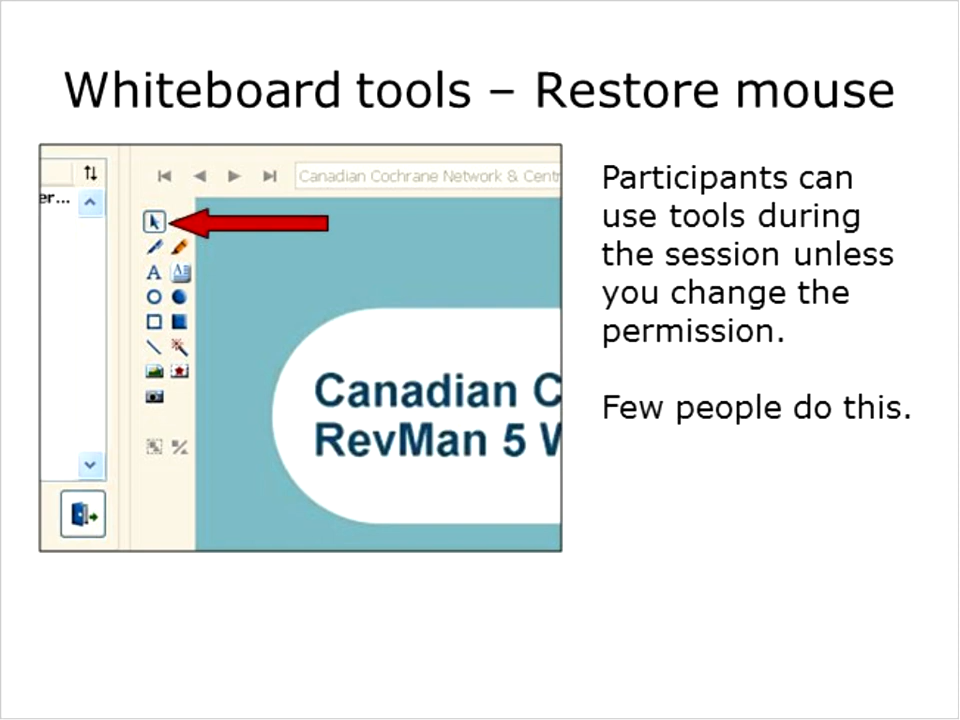 Whiteboard tools – Restore mouse
er...
Canadian Cochrane Network & Centr
A
A
Canadian C
RevMan 5 W
Participants can
use tools during
the session unless
you change the
permission.
Few people do this.